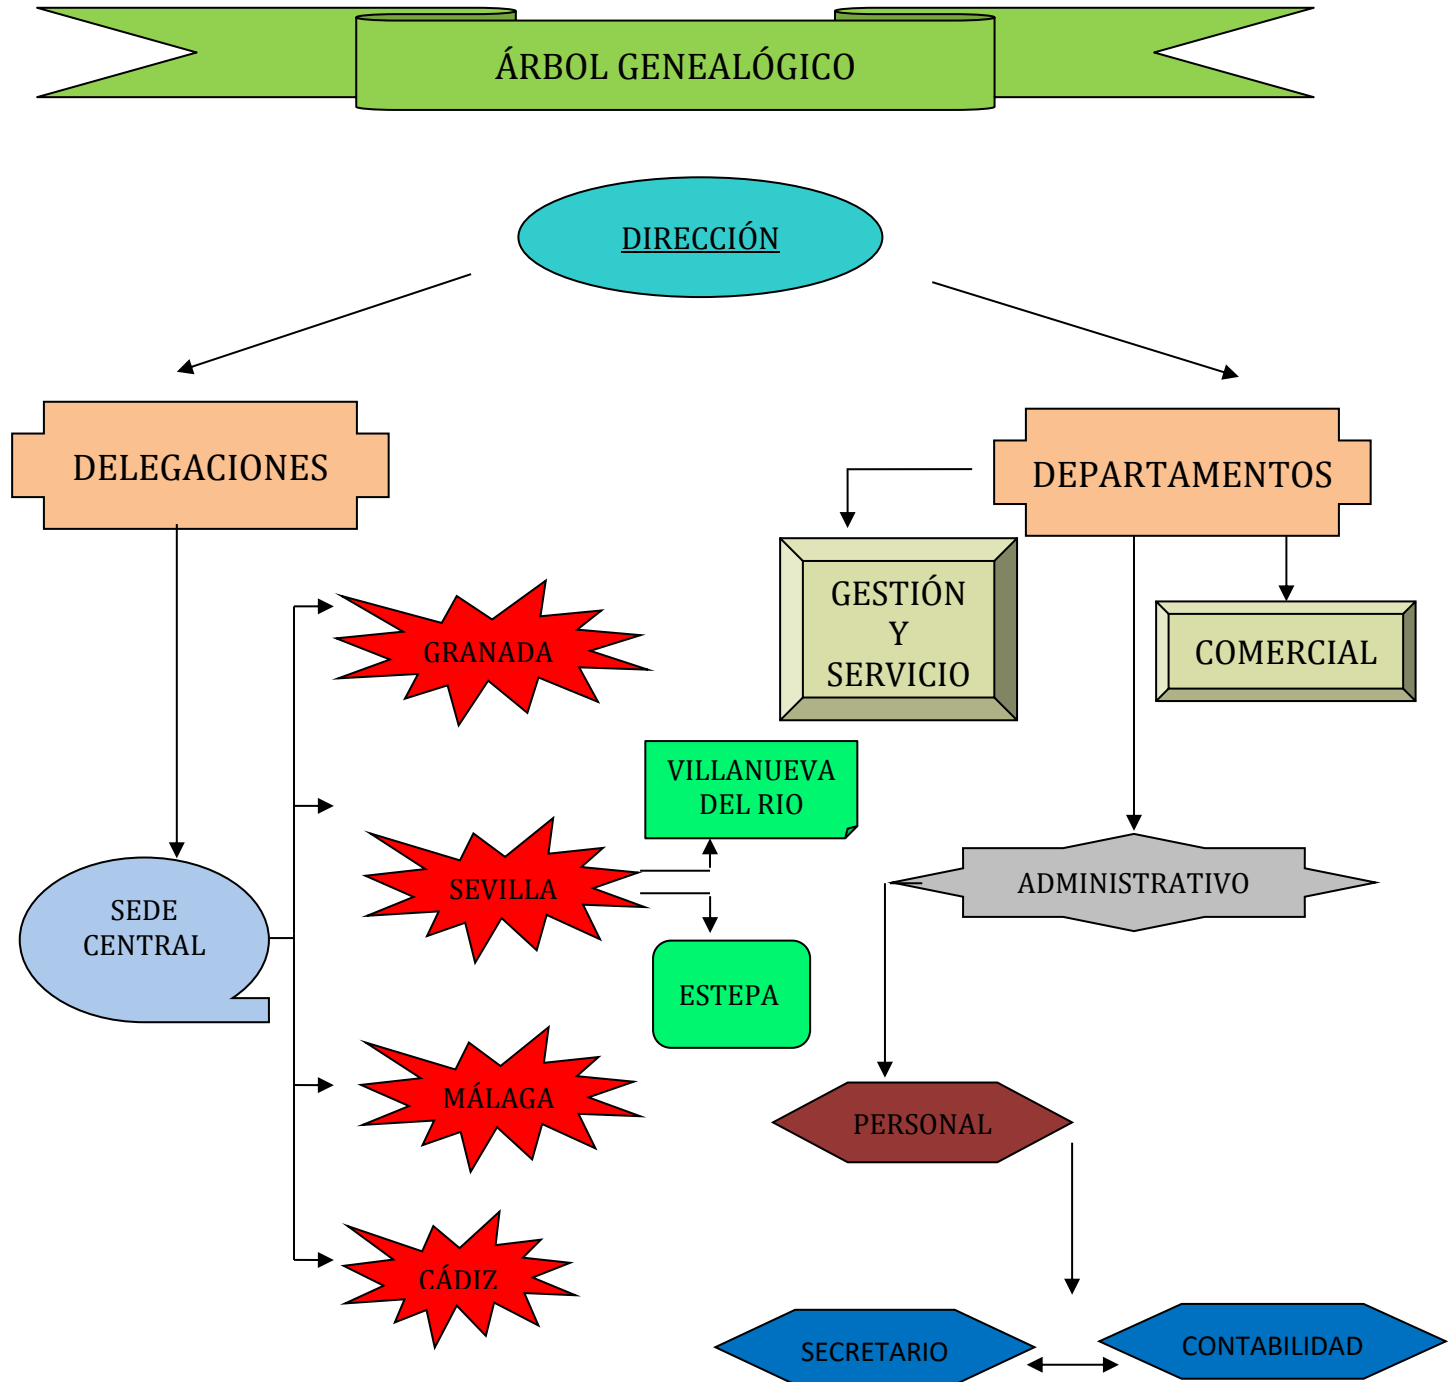 ÁRBOL GENEALÓGICO
DIRECCIÓN
DELEGACIONES
DEPARTAMENTOS
GESTIÓN
Y
SERVICIO
COMERCIAL
GRANADA
VILLANUEVA
DEL RIO
SEVILLA
ADMINISTRATIVO
SEDE
CENTRAL
ESTEPA
MÁLAGA
PERSONAL
CÁDIZ
SECRETARIO
CONTABILIDAD